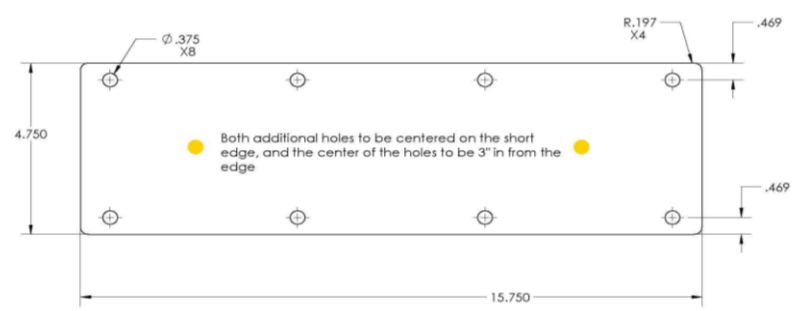 Ø.375
X8
R.197
X4
.469
4.750
Both additional holes to be centered on the short
edge, and the center of the holes to be 3" in from the
edge
.469
15.750